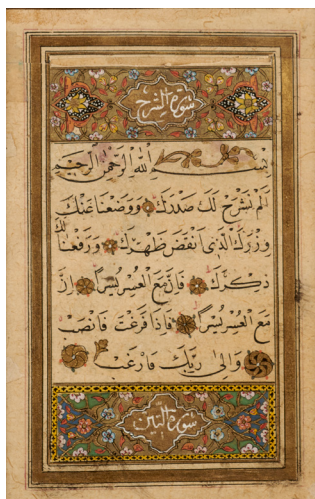 سورة الشرح
بسم الله الرحمن الرحيم
الم نشرح لك صدرك ووضعنا عنك
وزرك الذي انقض ظهرك ورفعنا لك
ذكرك فان مع العسر يسرا ان
مع العسر يسرا فاذا فرغت فانصب
والى ربك فارغب
سورة التين